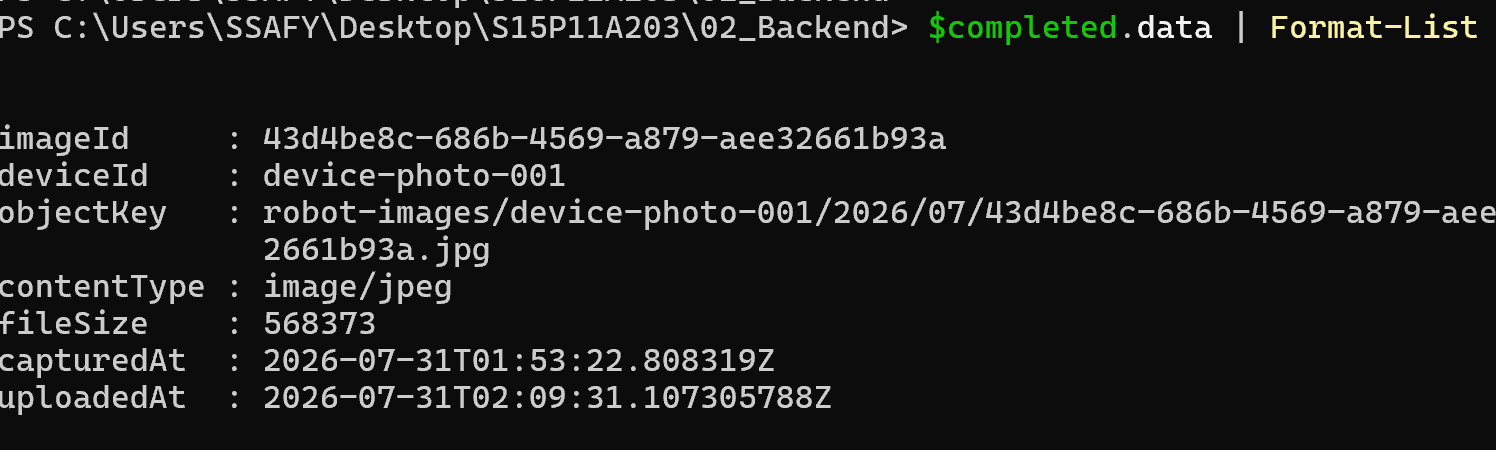 PS C:\Users\SSAFY\Desktop\S15P11A203\02_Backend> $completed.data | Format-List
imageId     : 43d4be8c-686b-4569-a879-aee32661b93a
deviceId    : device-photo-001
objectKey   : robot-images/device-photo-001/2026/07/43d4be8c-686b-4569-a879-aee
2661b93a.jpg
contentType : image/jpeg
fileSize    : 568373
capturedAt  : 2026-07-31T01:53:22.808319Z
uploadedAt  : 2026-07-31T02:09:31.107305788Z